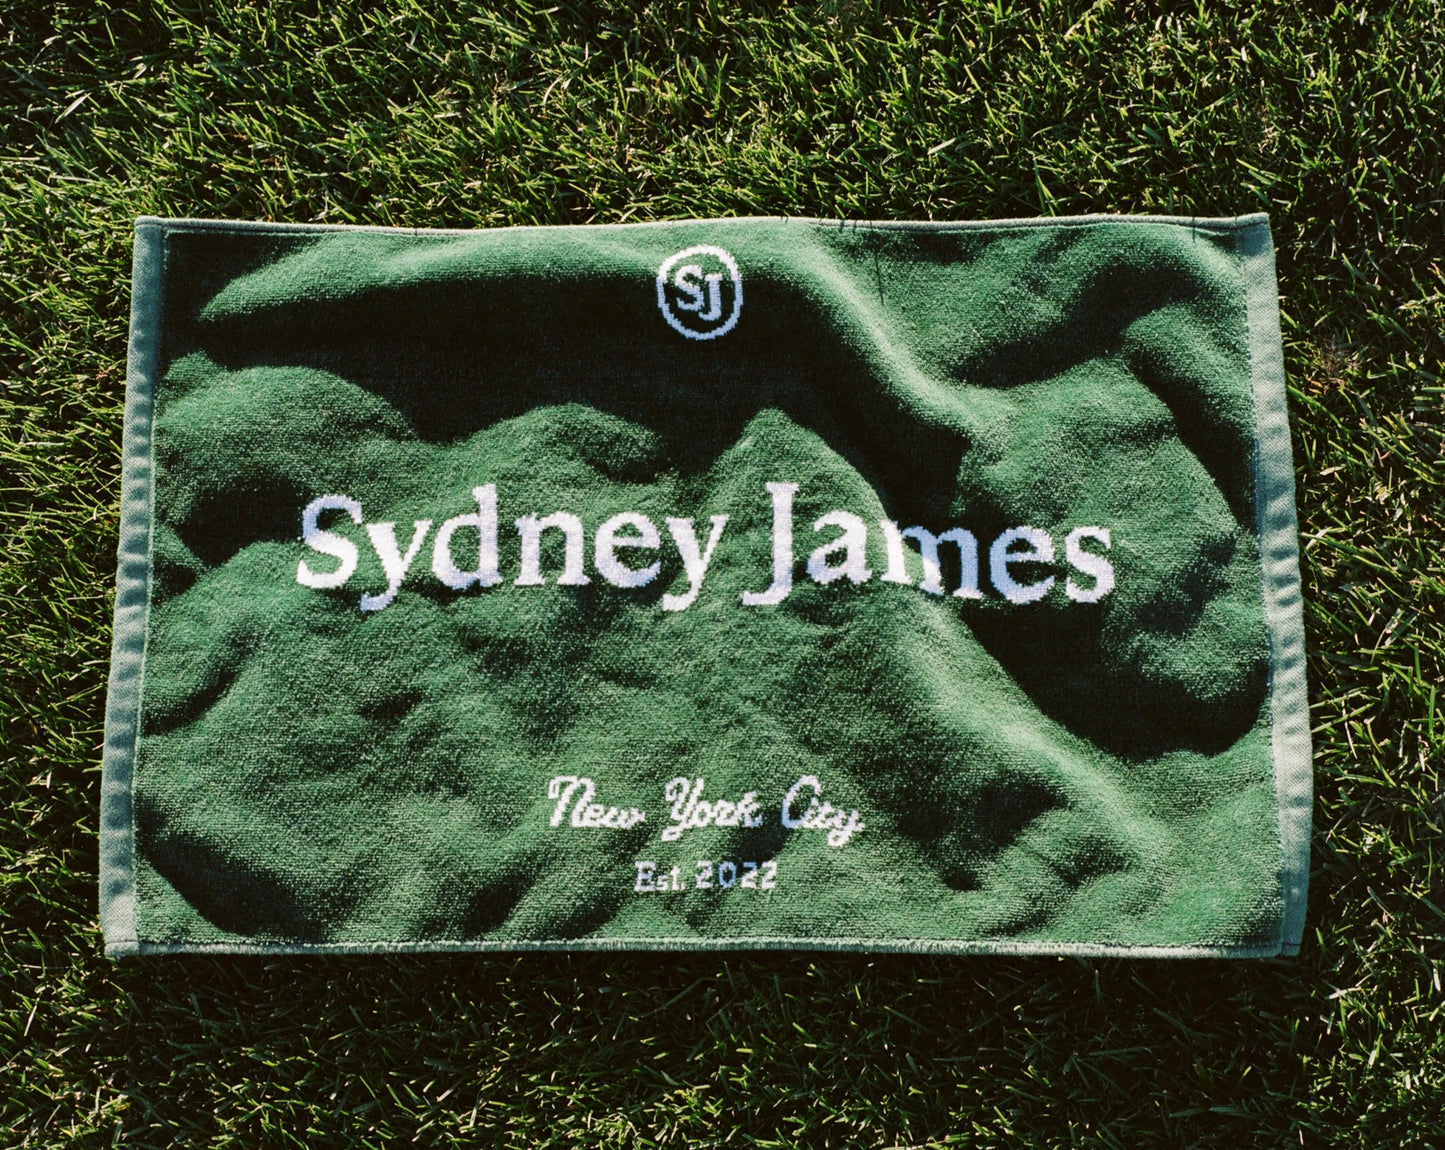 SJ
Sydney James
New York City
Est. 2022